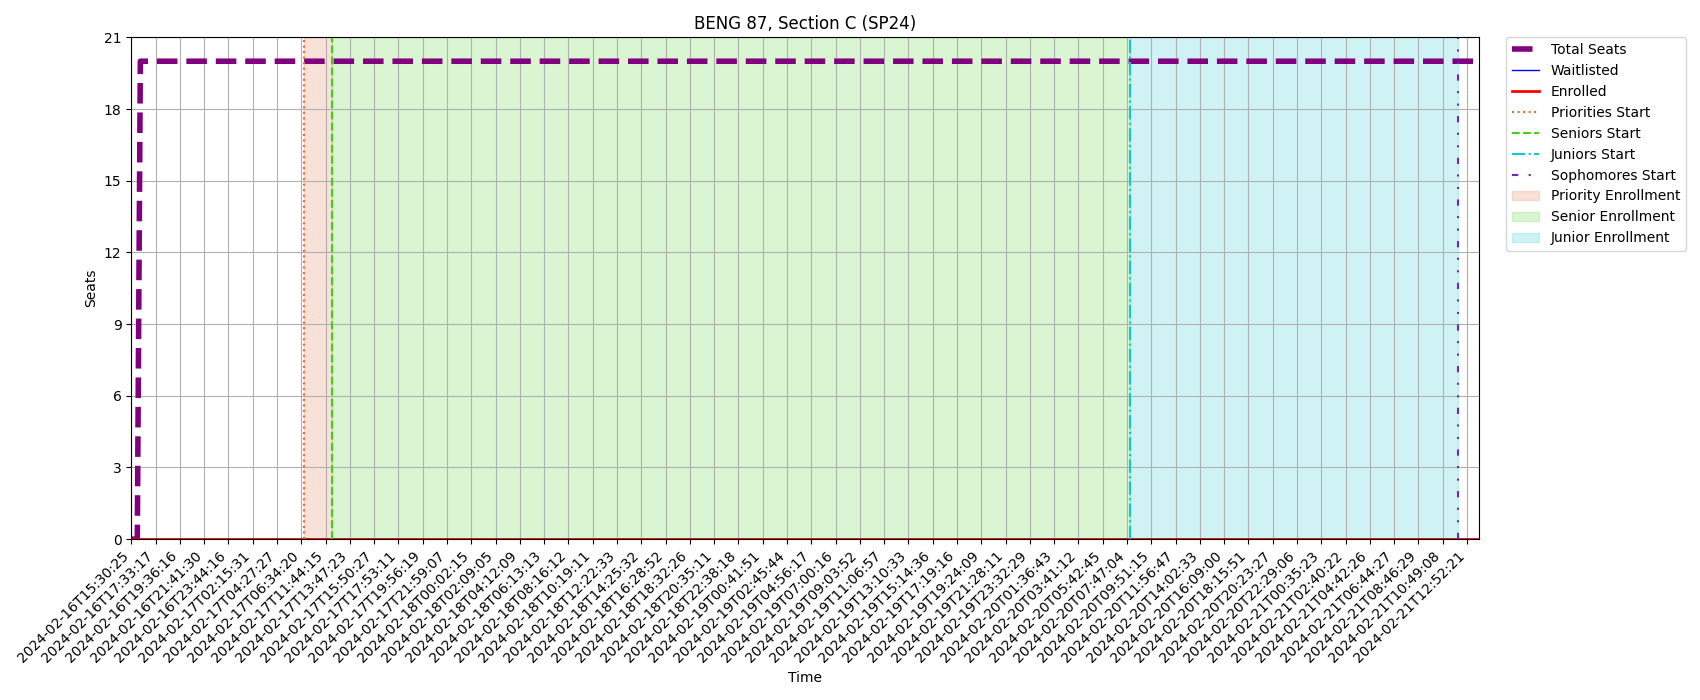 BENG 87, Section C (SP24)
21
18
15
12
9
6
3
0
Seats
2024-02-16T15:30:25
2024-02-16T17:33:17
2024-02-16T19:36:16
2024-02-16T21:41:30
2024-02-16T23:44:16
2024-02-17T02:15:31
2024-02-17T04:27:27
2024-02-17T06:34:20
2024-02-17T11:44:15
2024-02-17T13:47:23
2024-02-17T15:50:27
2024-02-17T17:53:11
2024-02-17T19:56:19
2024-02-17T21:59:07
2024-02-18T00:02:15
2024-02-18T02:09:05
2024-02-18T04:12:09
2024-02-18T06:13:13
2024-02-18T08:16:12
2024-02-18T10:19:11
2024-02-18T12:22:33
2024-02-18T14:25:32
2024-02-18T16:28:52
2024-02-18T18:32:26
2024-02-18T20:35:11
2024-02-18T22:38:18
2024-02-19T00:41:51
2024-02-19T02:45:44
2024-02-19T04:56:17
2024-02-19T07:00:16
2024-02-19T09:03:52
2024-02-19T11:06:57
2024-02-19T13:10:33
2024-02-19T15:14:36
2024-02-19T17:19:16
2024-02-19T19:24:09
2024-02-19T21:28:11
2024-02-19T23:32:29
2024-02-20T01:36:43
2024-02-20T03:41:12
2024-02-20T05:42:45
2024-02-20T07:47:04
2024-02-20T09:51:15
2024-02-20T11:56:47
2024-02-20T14:02:33
2024-02-20T16:09:00
2024-02-20T18:15:51
2024-02-20T20:23:27
2024-02-20T22:29:06
2024-02-21T00:35:23
2024-02-21T02:40:22
2024-02-21T04:42:26
2024-02-21T06:44:27
2024-02-21T08:46:29
2024-02-21T10:49:08
2024-02-21T12:52:21
Time
Total Seats
Waitlisted
Enrolled
Priorities Start
Seniors Start
Juniors Start
Sophomores Start
Priority Enrollment
Senior Enrollment
Junior Enrollment